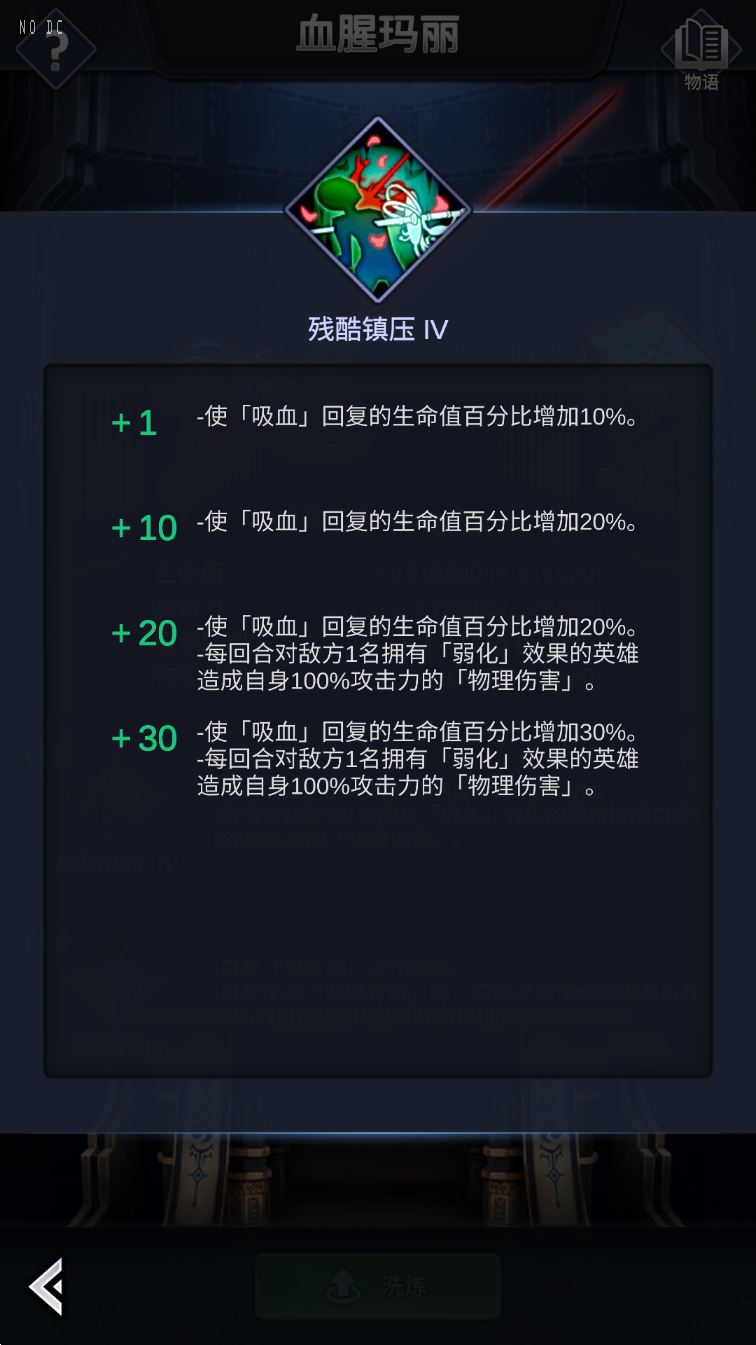 NO DC
血腥玛丽
物语
残酷镇压 IV
+1
-使「吸血」回复的生命值百分比增加10%。
+10
-使「吸血」回复的生命值百分比增加20%。
+20
-使「吸血」回复的生命值百分比增加20%。
-每回合对敌方1名拥有「弱化」效果的英雄
造成自身100%攻击力的「物理伤害」。
+30
-使「吸血」回复的生命值百分比增加30%。
-每回合对敌方1名拥有「弱化」效果的英雄
造成自身100%攻击力的「物理伤害」。
洗炼